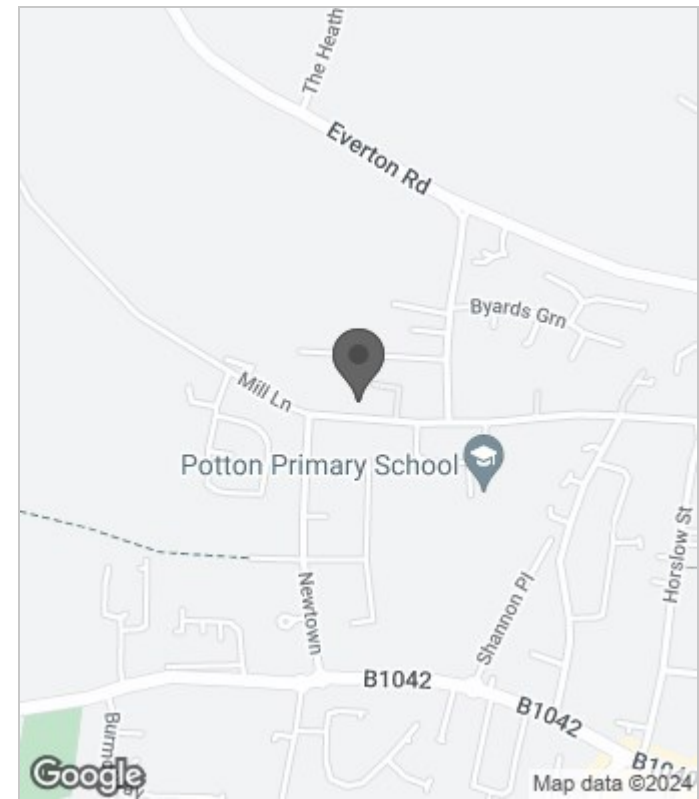 The Heath
Everton Rd
Byards Grn
Mill Ln
Potton Primary School
Horslow St
Newtown
Shannon Pl
B1042
B1042
Google
Map data ©2024